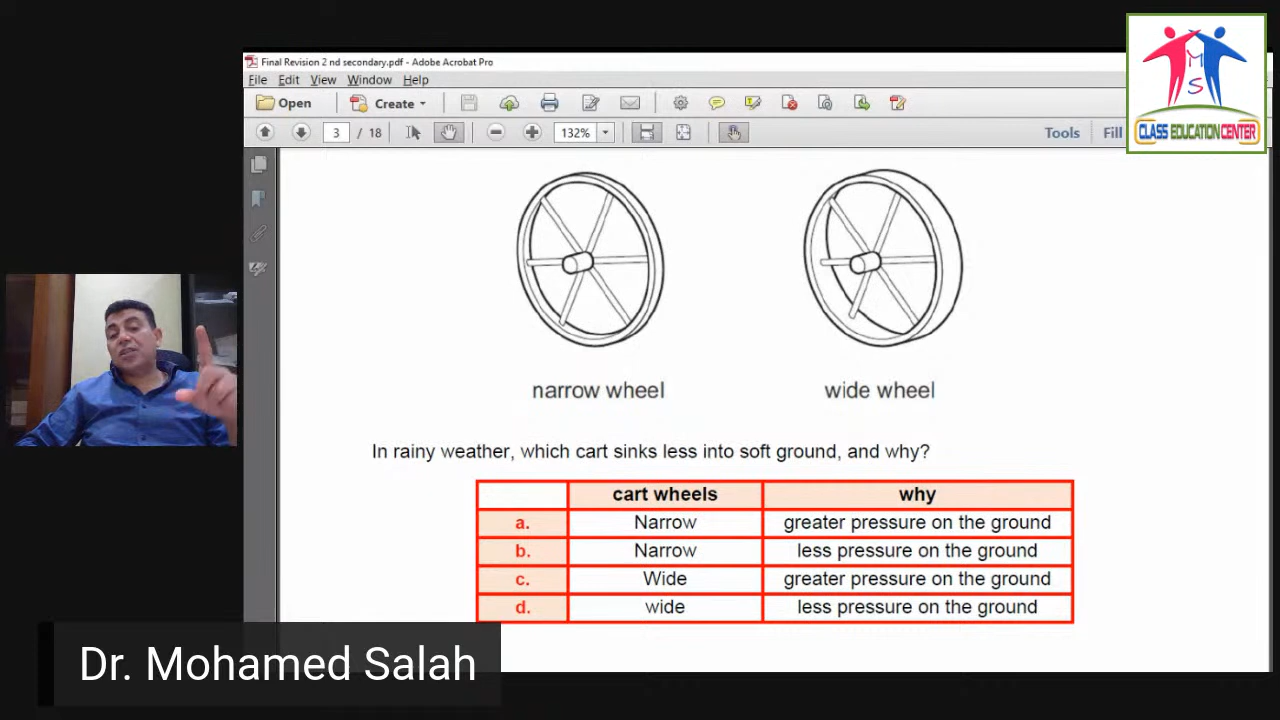 M
S
CLASS EDUCATION CENTER
Final Revision 2 nd secondary.pdf - Adobe Acrobat Pro
File Edit View Window Help
Open Create
3 / 18 132% Tools Fill
narrow wheel wide wheel
In rainy weather, which cart sinks less into soft ground, and why?
cart wheels why
a. Narrow greater pressure on the ground
b. Narrow less pressure on the ground
c. Wide greater pressure on the ground
d. wide less pressure on the ground
Dr. Mohamed Salah